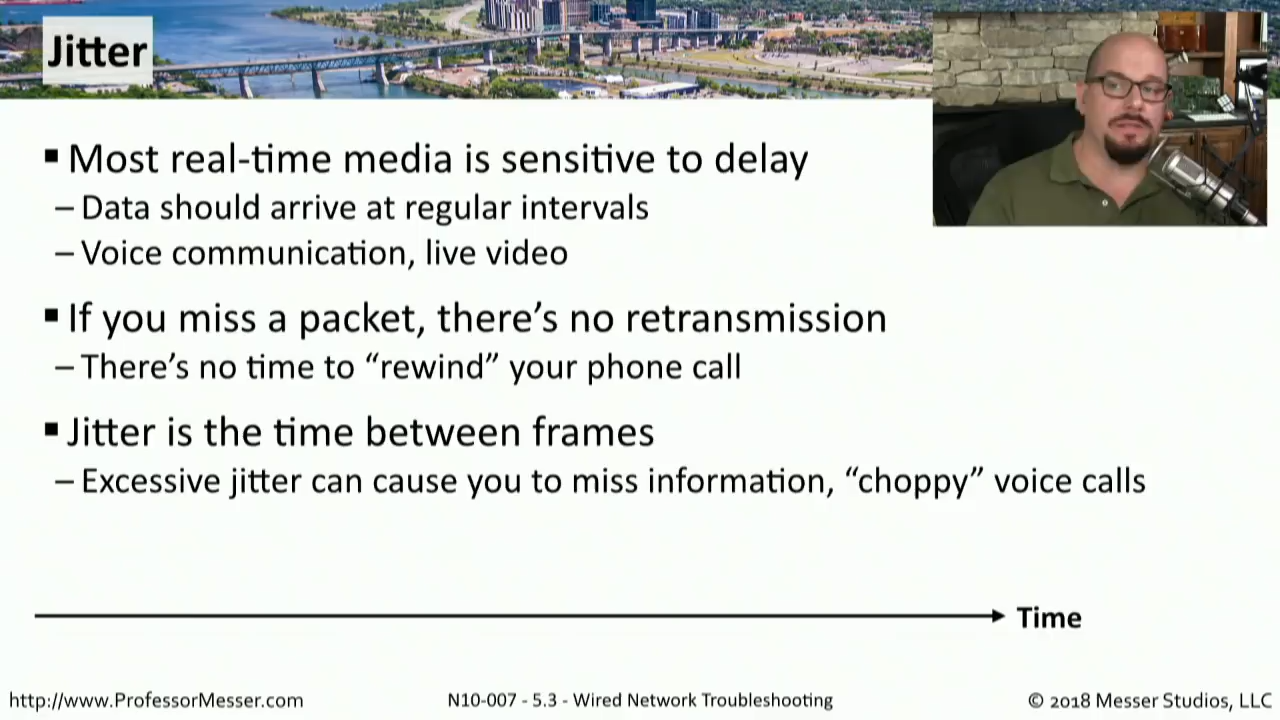 Jitter
▪ Most real-time media is sensitive to delay
– Data should arrive at regular intervals
– Voice communication, live video
▪ If you miss a packet, there’s no retransmission
– There’s no time to “rewind” your phone call
▪ Jitter is the time between frames
– Excessive jitter can cause you to miss information, “choppy” voice calls
Time
http://www.ProfessorMesser.com
N10-007 - 5.3 - Wired Network Troubleshooting
© 2018 Messer Studios, LLC